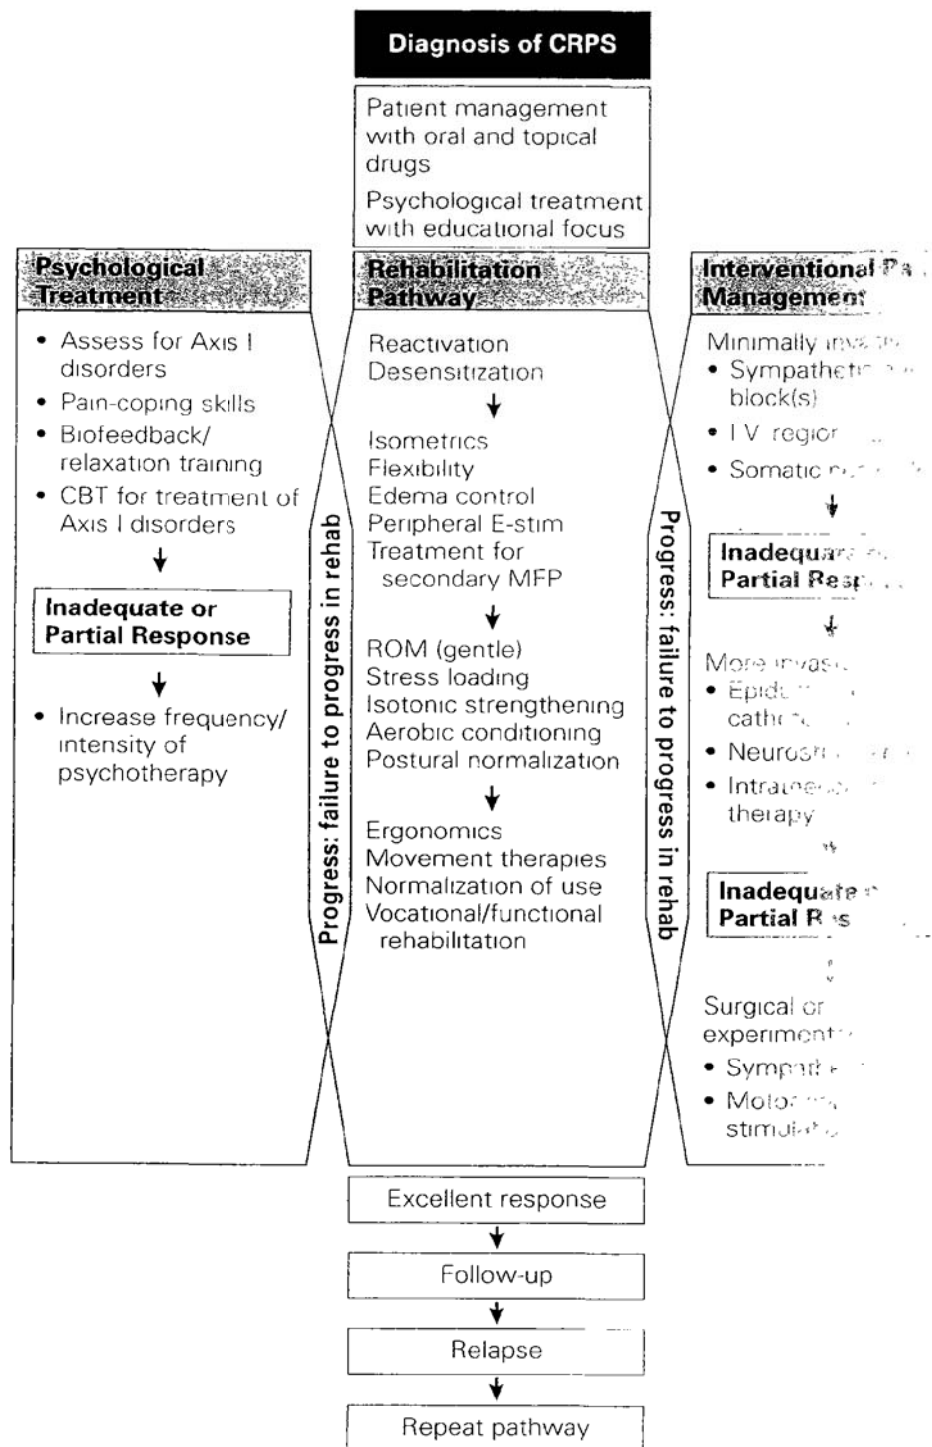 Diagnosis of CRPS
Patient management
with oral and topical
drugs
Psychological treatment
with educational focus
Psychological
Treatment
• Assess for Axis I
disorders
• Pain-coping skills
• Biofeedback/
relaxation training
• CBT for treatment of
Axis I disorders
Inadequate or
Partial Response
• Increase frequency/
intensity of
psychotherapy
Progress: failure to progress in rehab
Rehabilitation
Pathway
Reactivation
Desensitization
Isometrics
Flexibility
Edema control
Peripheral E-stim
Treatment for
secondary MFP
ROM (gentle)
Stress loading
Isotonic strengthening
Aerobic conditioning
Postural normalization
Ergonomics
Movement therapies
Normalization of use
Vocational/functional
rehabilitation
Progress: failure to progress in rehab
Interventional
Management
Minimally
• Sympathetic
block(s)
• IV
• Somatic
Inadequate
Partial
More
•
•
•
therapy
Inadequate
Partial
Surgical or
•
•
Excellent response
Follow-up
Relapse
Repeat pathway